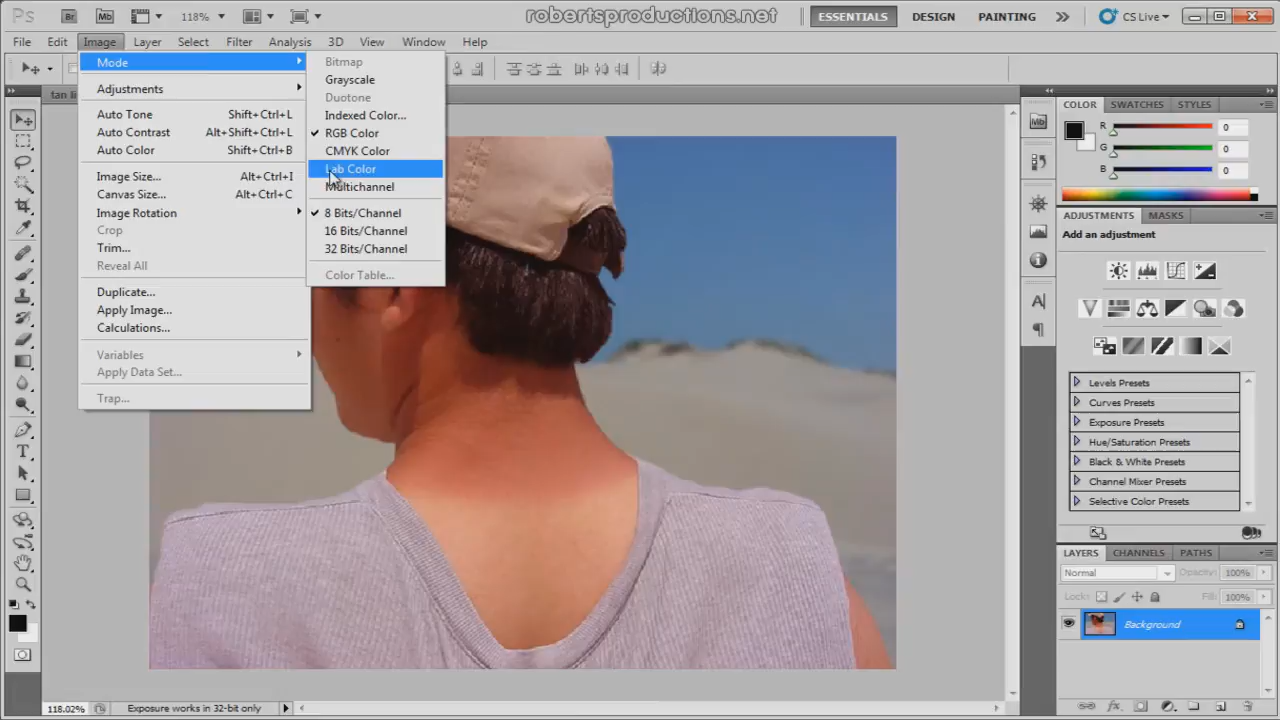 Ps Br Mb 118% robertsproductions.net ESSENTIALS DESIGN PAINTING CS Live
File Edit Image Layer Select Filter Analysis 3D View Window Help
Mode
Adjustments
Auto Tone Shift+Ctrl+L
Auto Contrast Alt+Shift+Ctrl+L
Auto Color Shift+Ctrl+B
Image Size... Alt+Ctrl+I
Canvas Size... Alt+Ctrl+C
Image Rotation
Crop
Trim...
Reveal All
Duplicate...
Apply Image...
Calculations...
Variables
Apply Data Set...
Trap...
Bitmap
Grayscale
Duotone
Indexed Color...
RGB Color
CMYK Color
Lab Color
Multichannel
8 Bits/Channel
16 Bits/Channel
32 Bits/Channel
Color Table...
fan
Mb
COLOR SWATCHES STYLES
R 0
G 0
B 0
ADJUSTMENTS MASKS
Add an adjustment
Levels Presets
Curves Presets
Exposure Presets
Hue/Saturation Presets
Black & White Presets
Channel Mixer Presets
Selective Color Presets
LAYERS CHANNELS PATHS
Normal Opacity: 100%
Lock: Fill: 100%
Background
118.02% Exposure works in 32-bit only